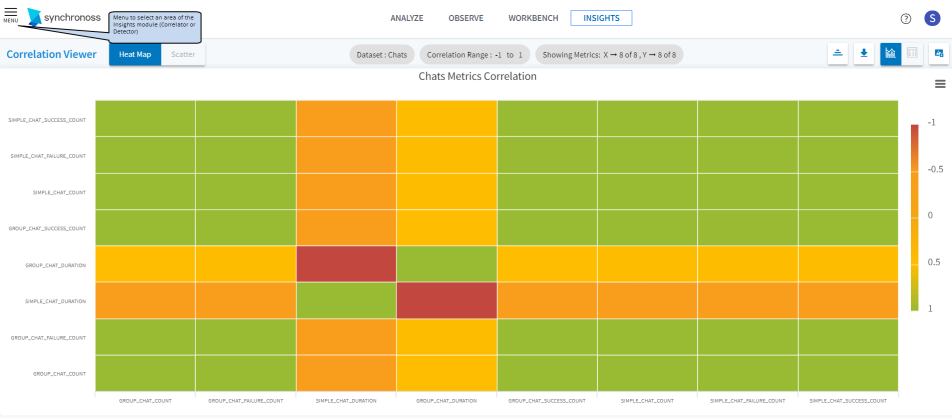 MENU
synchronoss
Menu to select an area of the
Insights module (Correlator or
Detector)
ANALYZE OBSERVE WORKBENCH INSIGHTS
? S
Correlation Viewer Heat Map Scatter
Dataset : Chats Correlation Range : -1 to 1 Showing Metrics: X → 8 of 8 , Y → 8 of 8
Chats Metrics Correlation
SIMPLE_CHAT_SUCCESS_COUNT
SIMPLE_CHAT_FAILURE_COUNT
SIMPLE_CHAT_COUNT
GROUP_CHAT_SUCCESS_COUNT
GROUP_CHAT_DURATION
SIMPLE_CHAT_DURATION
GROUP_CHAT_FAILURE_COUNT
GROUP_CHAT_COUNT
GROUP_CHAT_COUNT GROUP_CHAT_FAILURE_COUNT SIMPLE_CHAT_DURATION GROUP_CHAT_DURATION GROUP_CHAT_SUCCESS_COUNT SIMPLE_CHAT_COUNT SIMPLE_CHAT_FAILURE_COUNT SIMPLE_CHAT_SUCCESS_COUNT
-1
-0.5
0
0.5
1